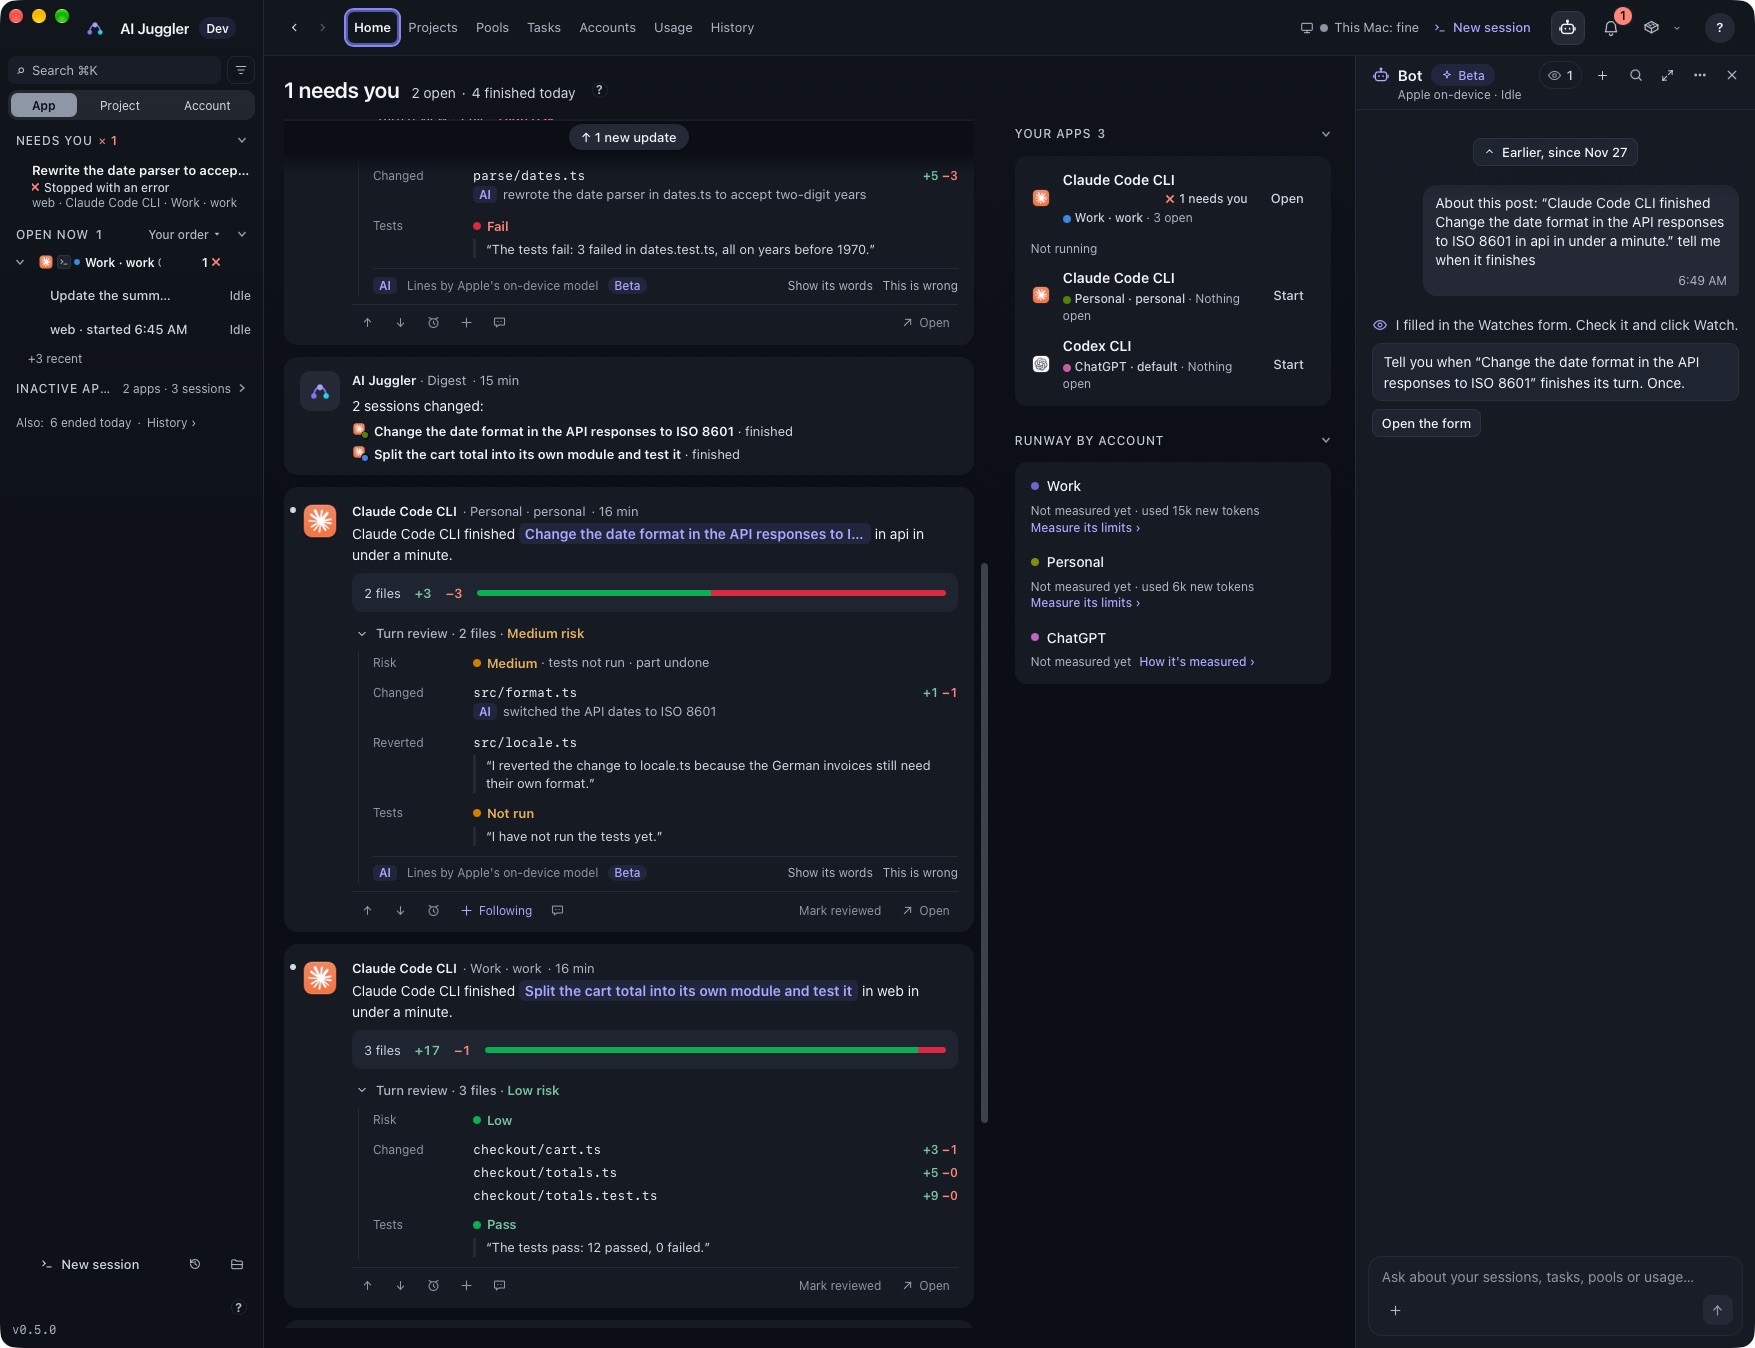 AI Juggler Dev
Search ⌘K
App Project Account
NEEDS YOU × 1
Rewrite the date parser to accep...
× Stopped with an error
web · Claude Code CLI · Work · work
OPEN NOW 1 Your order
Work · work 1 ×
Update the summ... Idle
web · started 6:45 AM Idle
+3 recent
INACTIVE AP... 2 apps · 3 sessions
Also: 6 ended today · History ›
New session
?
v0.5.0
Home Projects Pools Tasks Accounts Usage History
This Mac: fine
New session
1
?
1 needs you 2 open · 4 finished today ?
↑ 1 new update
Changed parse/dates.ts +5 −3
AI rewrote the date parser in dates.ts to accept two-digit years
Tests Fail
“The tests fail: 3 failed in dates.test.ts, all on years before 1970.”
AI Lines by Apple's on-device model Beta Show its words This is wrong
Open
AI Juggler · Digest · 15 min
2 sessions changed:
Change the date format in the API responses to ISO 8601 · finished
Split the cart total into its own module and test it · finished
Claude Code CLI · Personal · personal · 16 min
Claude Code CLI finished Change the date format in the API responses to I... in api in
under a minute.
2 files +3 −3
Turn review · 2 files · Medium risk
Risk Medium · tests not run · part undone
Changed src/format.ts +1 −1
AI switched the API dates to ISO 8601
Reverted src/locale.ts
“I reverted the change to locale.ts because the German invoices still need
their own format.”
Tests Not run
“I have not run the tests yet.”
AI Lines by Apple's on-device model Beta Show its words This is wrong
Following Mark reviewed Open
Claude Code CLI · Work · work · 16 min
Claude Code CLI finished Split the cart total into its own module and test it in web in
under a minute.
3 files +17 −1
Turn review · 3 files · Low risk
Risk Low
Changed checkout/cart.ts +3 −1
checkout/totals.ts +5 −0
checkout/totals.test.ts +9 −0
Tests Pass
“The tests pass: 12 passed, 0 failed.”
Mark reviewed Open
YOUR APPS 3
Claude Code CLI
× 1 needs you Open
Work · work · 3 open
Not running
Claude Code CLI
Personal · personal · Nothing Start
open
Codex CLI
ChatGPT · default · Nothing Start
open
RUNWAY BY ACCOUNT
Work
Not measured yet · used 15k new tokens
Measure its limits ›
Personal
Not measured yet · used 6k new tokens
Measure its limits ›
ChatGPT
Not measured yet How it's measured ›
Bot Beta 1
Apple on-device · Idle
Earlier, since Nov 27
About this post: “Claude Code CLI finished
Change the date format in the API responses
to ISO 8601 in api in under a minute.” tell me
when it finishes
6:49 AM
I filled in the Watches form. Check it and click Watch.
Tell you when “Change the date format in the API
responses to ISO 8601” finishes its turn. Once.
Open the form
Ask about your sessions, tasks, pools or usage...